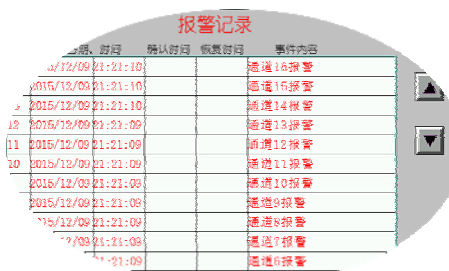 报警记录
时间 确认时间 恢复时间 事件内容
/12/09 21:21:10 通道16报警
2015/12/09 21:21:10 通道15报警
2015/12/09 21:21:10 通道14报警
12 2015/12/09 21:21:09 通道13报警
11 2015/12/09 21:21:09 通道12报警
10 2015/12/09 21:21:09 通道11报警
2015/12/09 21:21:09 通道10报警
2015/12/09 21:21:09 通道9报警
/12/09 21:21:09 通道8报警
/09 21:21:09 通道7报警
21:09 通道6报警